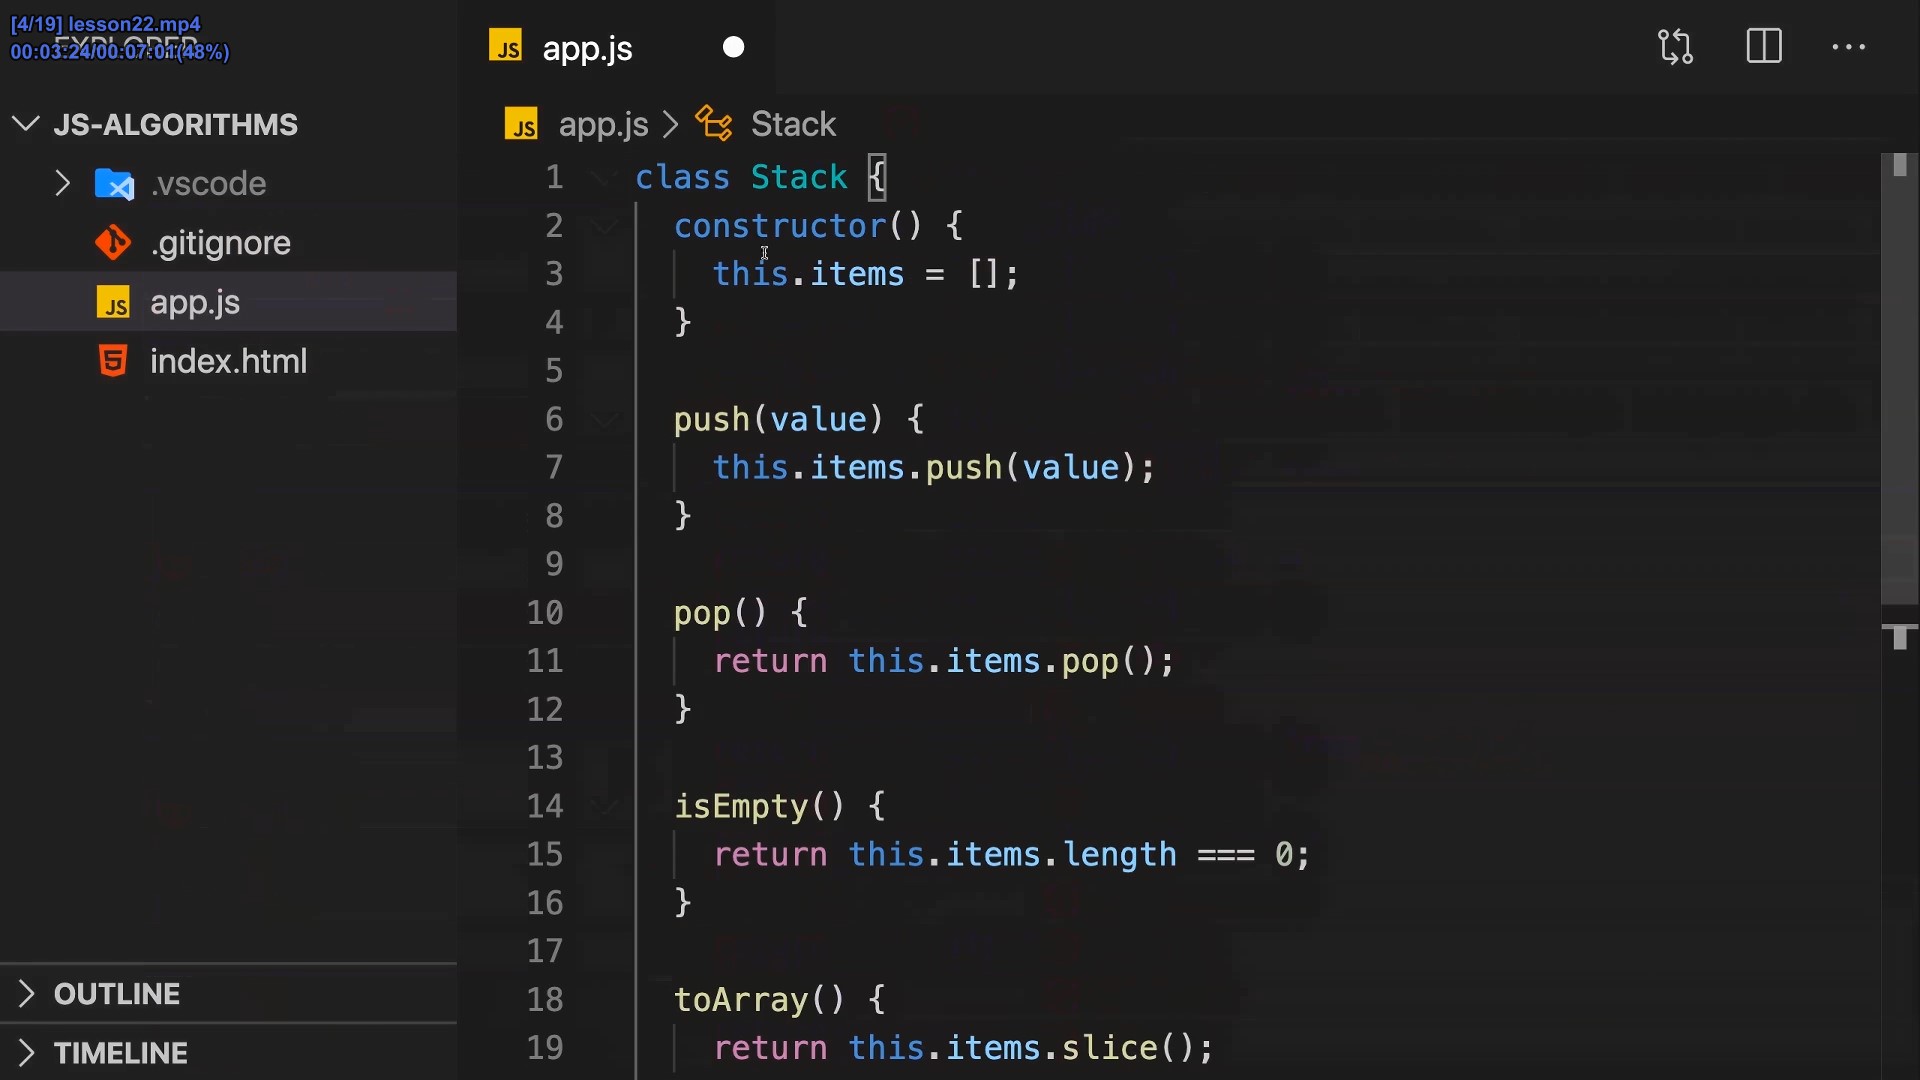 [4/19] lesson22.mp4
00:03:24/00:07:01(48%)
EXPLORER
JS-ALGORITHMS
.vscode
.gitignore
JS app.js
index.html
OUTLINE
TIMELINE
JS app.js
JS app.js > Stack
1 class Stack {
2   constructor() {
3     this.items = [];
4   }
5
6   push(value) {
7     this.items.push(value);
8   }
9
10   pop() {
11     return this.items.pop();
12   }
13
14   isEmpty() {
15     return this.items.length === 0;
16   }
17
18   toArray() {
19     return this.items.slice();